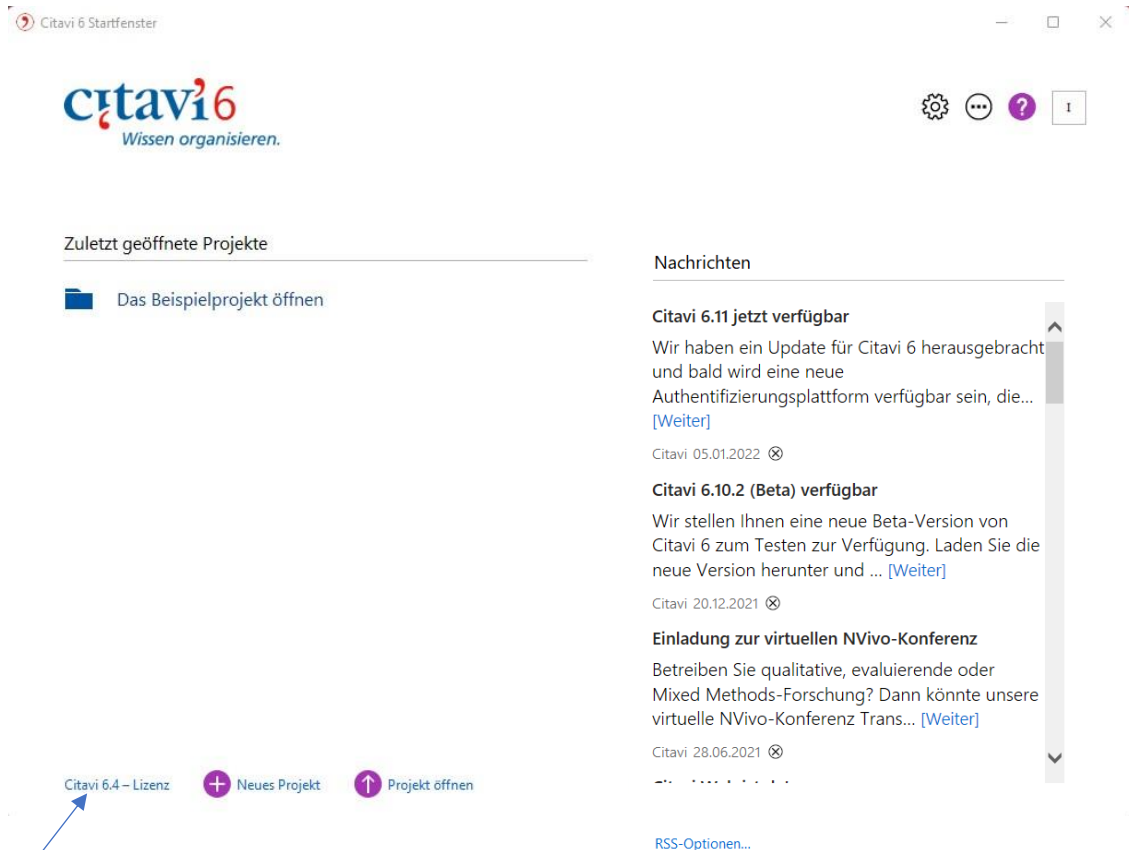 Citavi 6 Startfenster
citavi 6
Wissen organisieren.
I
Zuletzt geöffnete Projekte
Das Beispielprojekt öffnen
Nachrichten
Citavi 6.11 jetzt verfügbar
Wir haben ein Update für Citavi 6 herausgebracht
und bald wird eine neue
Authentifizierungsplattform verfügbar sein, die...
[Weiter]
Citavi 05.01.2022
Citavi 6.10.2 (Beta) verfügbar
Wir stellen Ihnen eine neue Beta-Version von
Citavi 6 zum Testen zur Verfügung. Laden Sie die
neue Version herunter und ... [Weiter]
Citavi 20.12.2021
Einladung zur virtuellen NVivo-Konferenz
Betreiben Sie qualitative, evaluierende oder
Mixed Methods-Forschung? Dann könnte unsere
virtuelle NVivo-Konferenz Trans... [Weiter]
Citavi 28.06.2021
Citavi 6.4 – Lizenz
Neues Projekt
Projekt öffnen
RSS-Optionen...